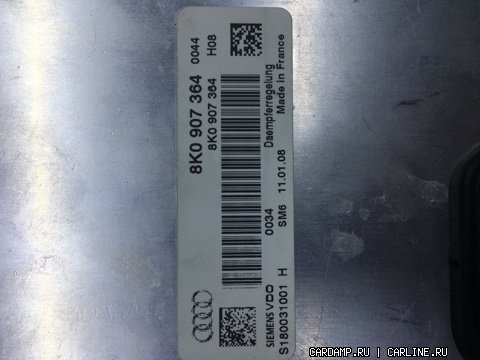 8K0 907 364 0044
8K0 907 364 H08
0034 Daempferregelung
SIEMENS VDO SM6 11.01.08 Made in France
S180031001 H
CARDAMP.RU | CARLINE.RU